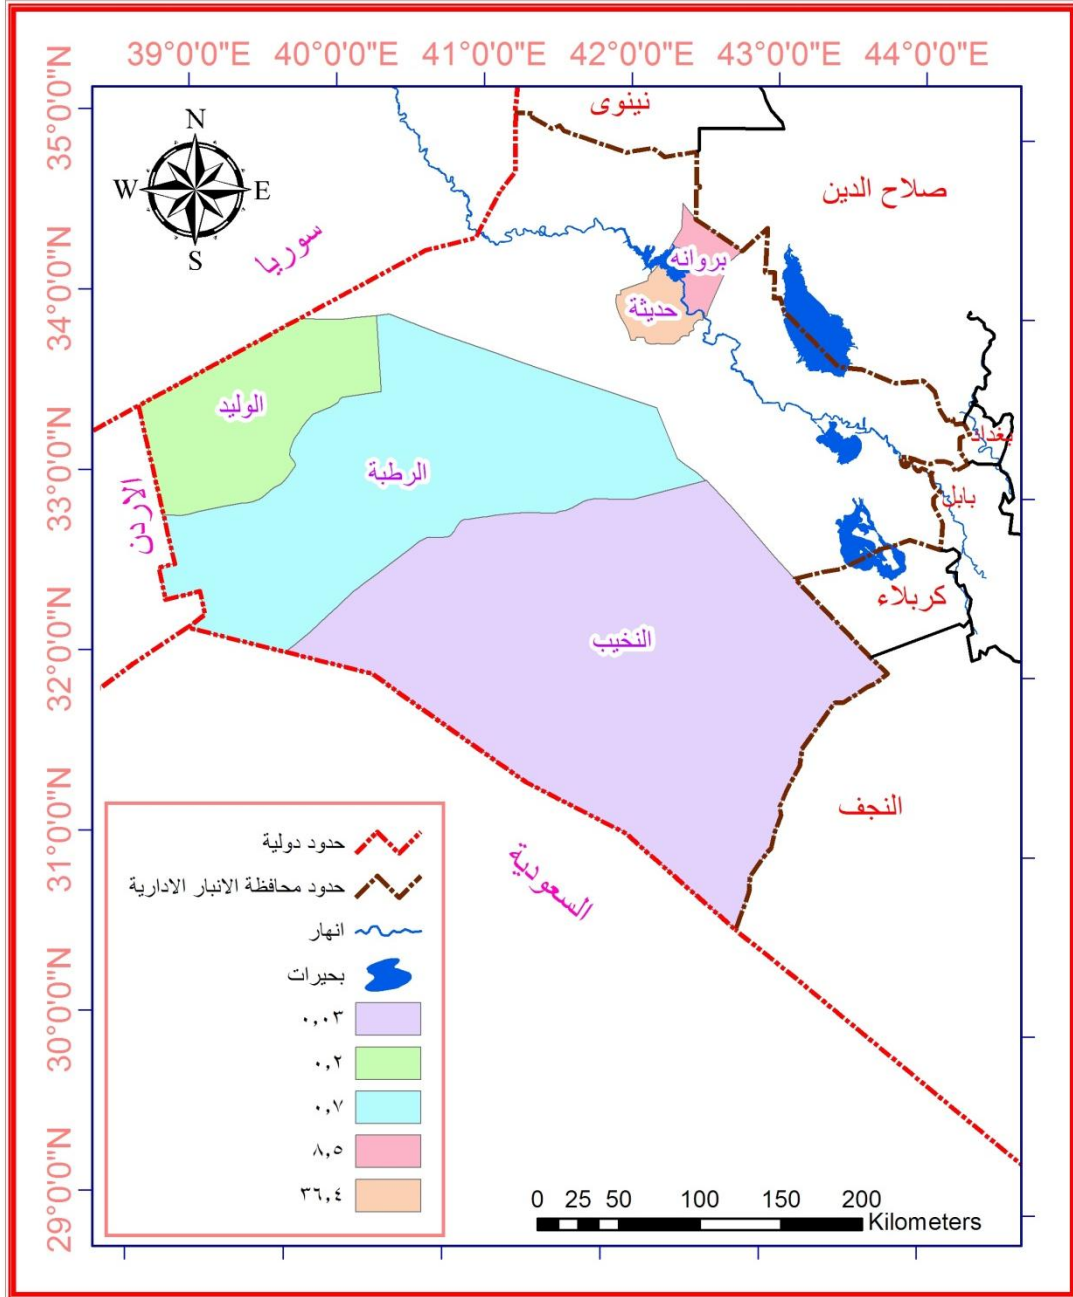 39°0'0"E 40°0'0"E 41°0'0"E 42°0'0"E 43°0'0"E 44°0'0"E
35°0'0"N
34°0'0"N
33°0'0"N
32°0'0"N
31°0'0"N
30°0'0"N
29°0'0"N
N
W E
S
نينوى
صلاح الدين
سوريا
بروانه
حديثة
الوليد
بغداد
الرطبة
بابل
الاردن
كربلاء
النخيب
النجف
السعودية
حدود دولية
حدود محافظة الانبار الادارية
انهار
بحيرات
٠,٠٣
٠,٢
٠,٧
٨,٥
٣٦,٤
0 25 50 100 150 200
Kilometers